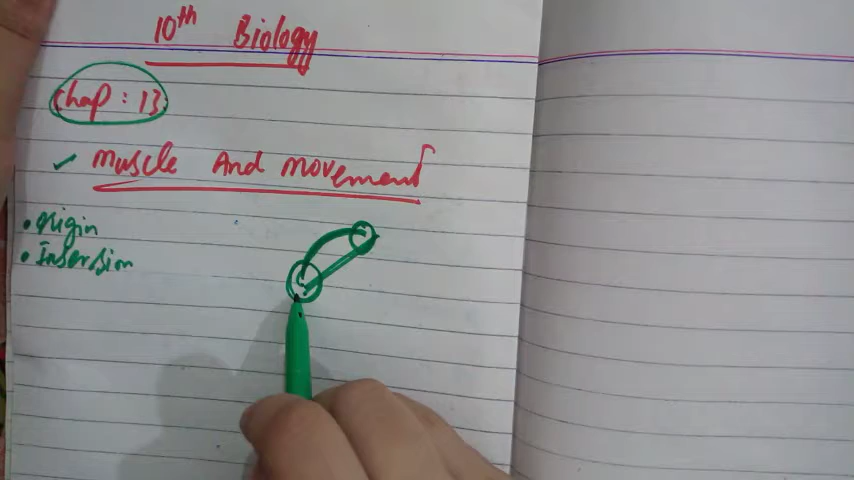 10th Biology
Chap : 13
✓ Muscle And movement
• Origin
• Insertion